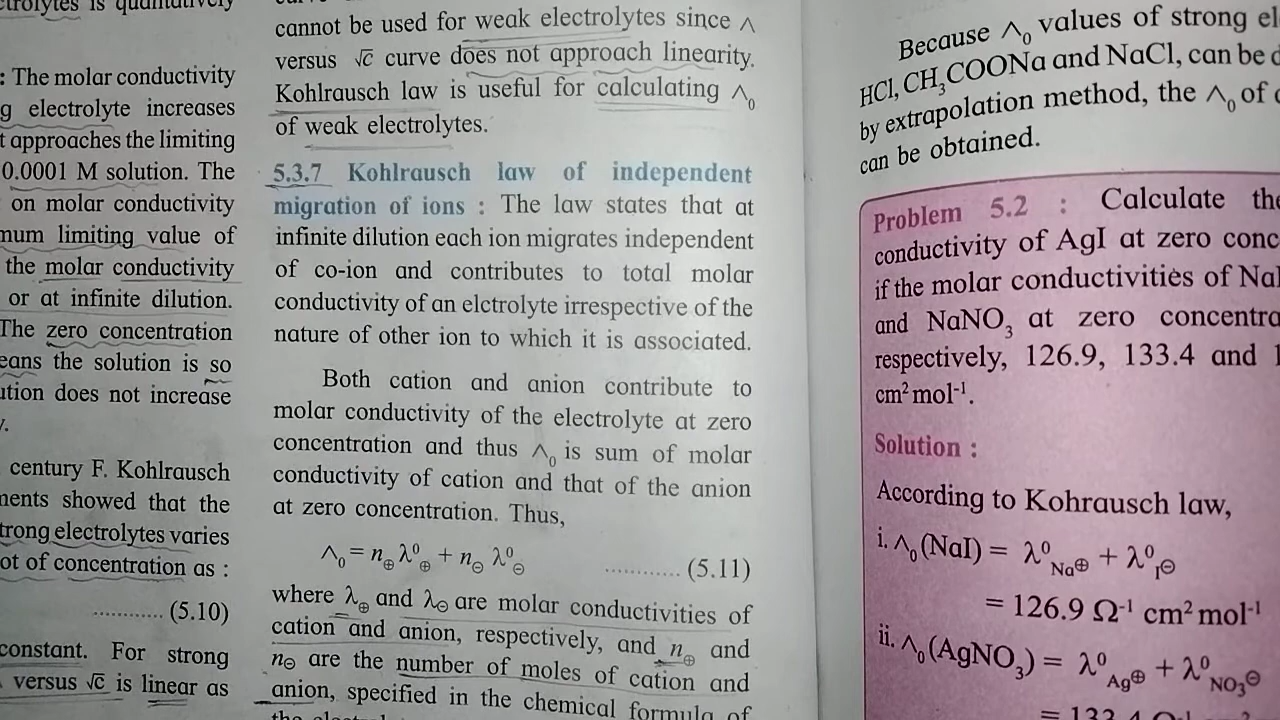 : The molar conductivity
electrolyte increases
approaches the limiting
0.0001 M solution. The
on molar conductivity
limiting value of
the molar conductivity
or at infinite dilution.
The zero concentration
the solution is so
does not increase
century F. Kohlrausch
showed that the
electrolytes varies
of concentration as :
............ (5.10)
constant. For strong
versus √c is linear as
cannot be used for weak electrolytes since ∧
versus √c curve does not approach linearity.
Kohlrausch law is useful for calculating ∧₀
of weak electrolytes.
5.3.7 Kohlrausch law of independent
migration of ions : The law states that at
infinite dilution each ion migrates independent
of co-ion and contributes to total molar
conductivity of an elctrolyte irrespective of the
nature of other ion to which it is associated.
Both cation and anion contribute to
molar conductivity of the electrolyte at zero
concentration and thus ∧₀ is sum of molar
conductivity of cation and that of the anion
at zero concentration. Thus,
∧₀ = n⊕ λ⁰⊕ + n⊖ λ⁰⊖ ............ (5.11)
where λ⊕ and λ⊖ are molar conductivities of
cation and anion, respectively, and n⊕ and
n⊖ are the number of moles of cation and
anion, specified in the chemical formula of
Because ∧₀ values of strong
HCl, CH₃COONa and NaCl, can be
by extrapolation method, the ∧₀ of
can be obtained.
Problem 5.2 : Calculate
conductivity of AgI at zero
if the molar conductivities of
and NaNO₃ at zero
respectively, 126.9, 133.4 and
cm² mol⁻¹.
Solution :
According to Kohrausch law,
i. ∧₀ (NaI) = λ⁰Na⊕ + λ⁰I⊖
= 126.9 Ω⁻¹ cm² mol⁻¹
ii. ∧₀ (AgNO₃) = λ⁰Ag⊕ + λ⁰NO₃⊖